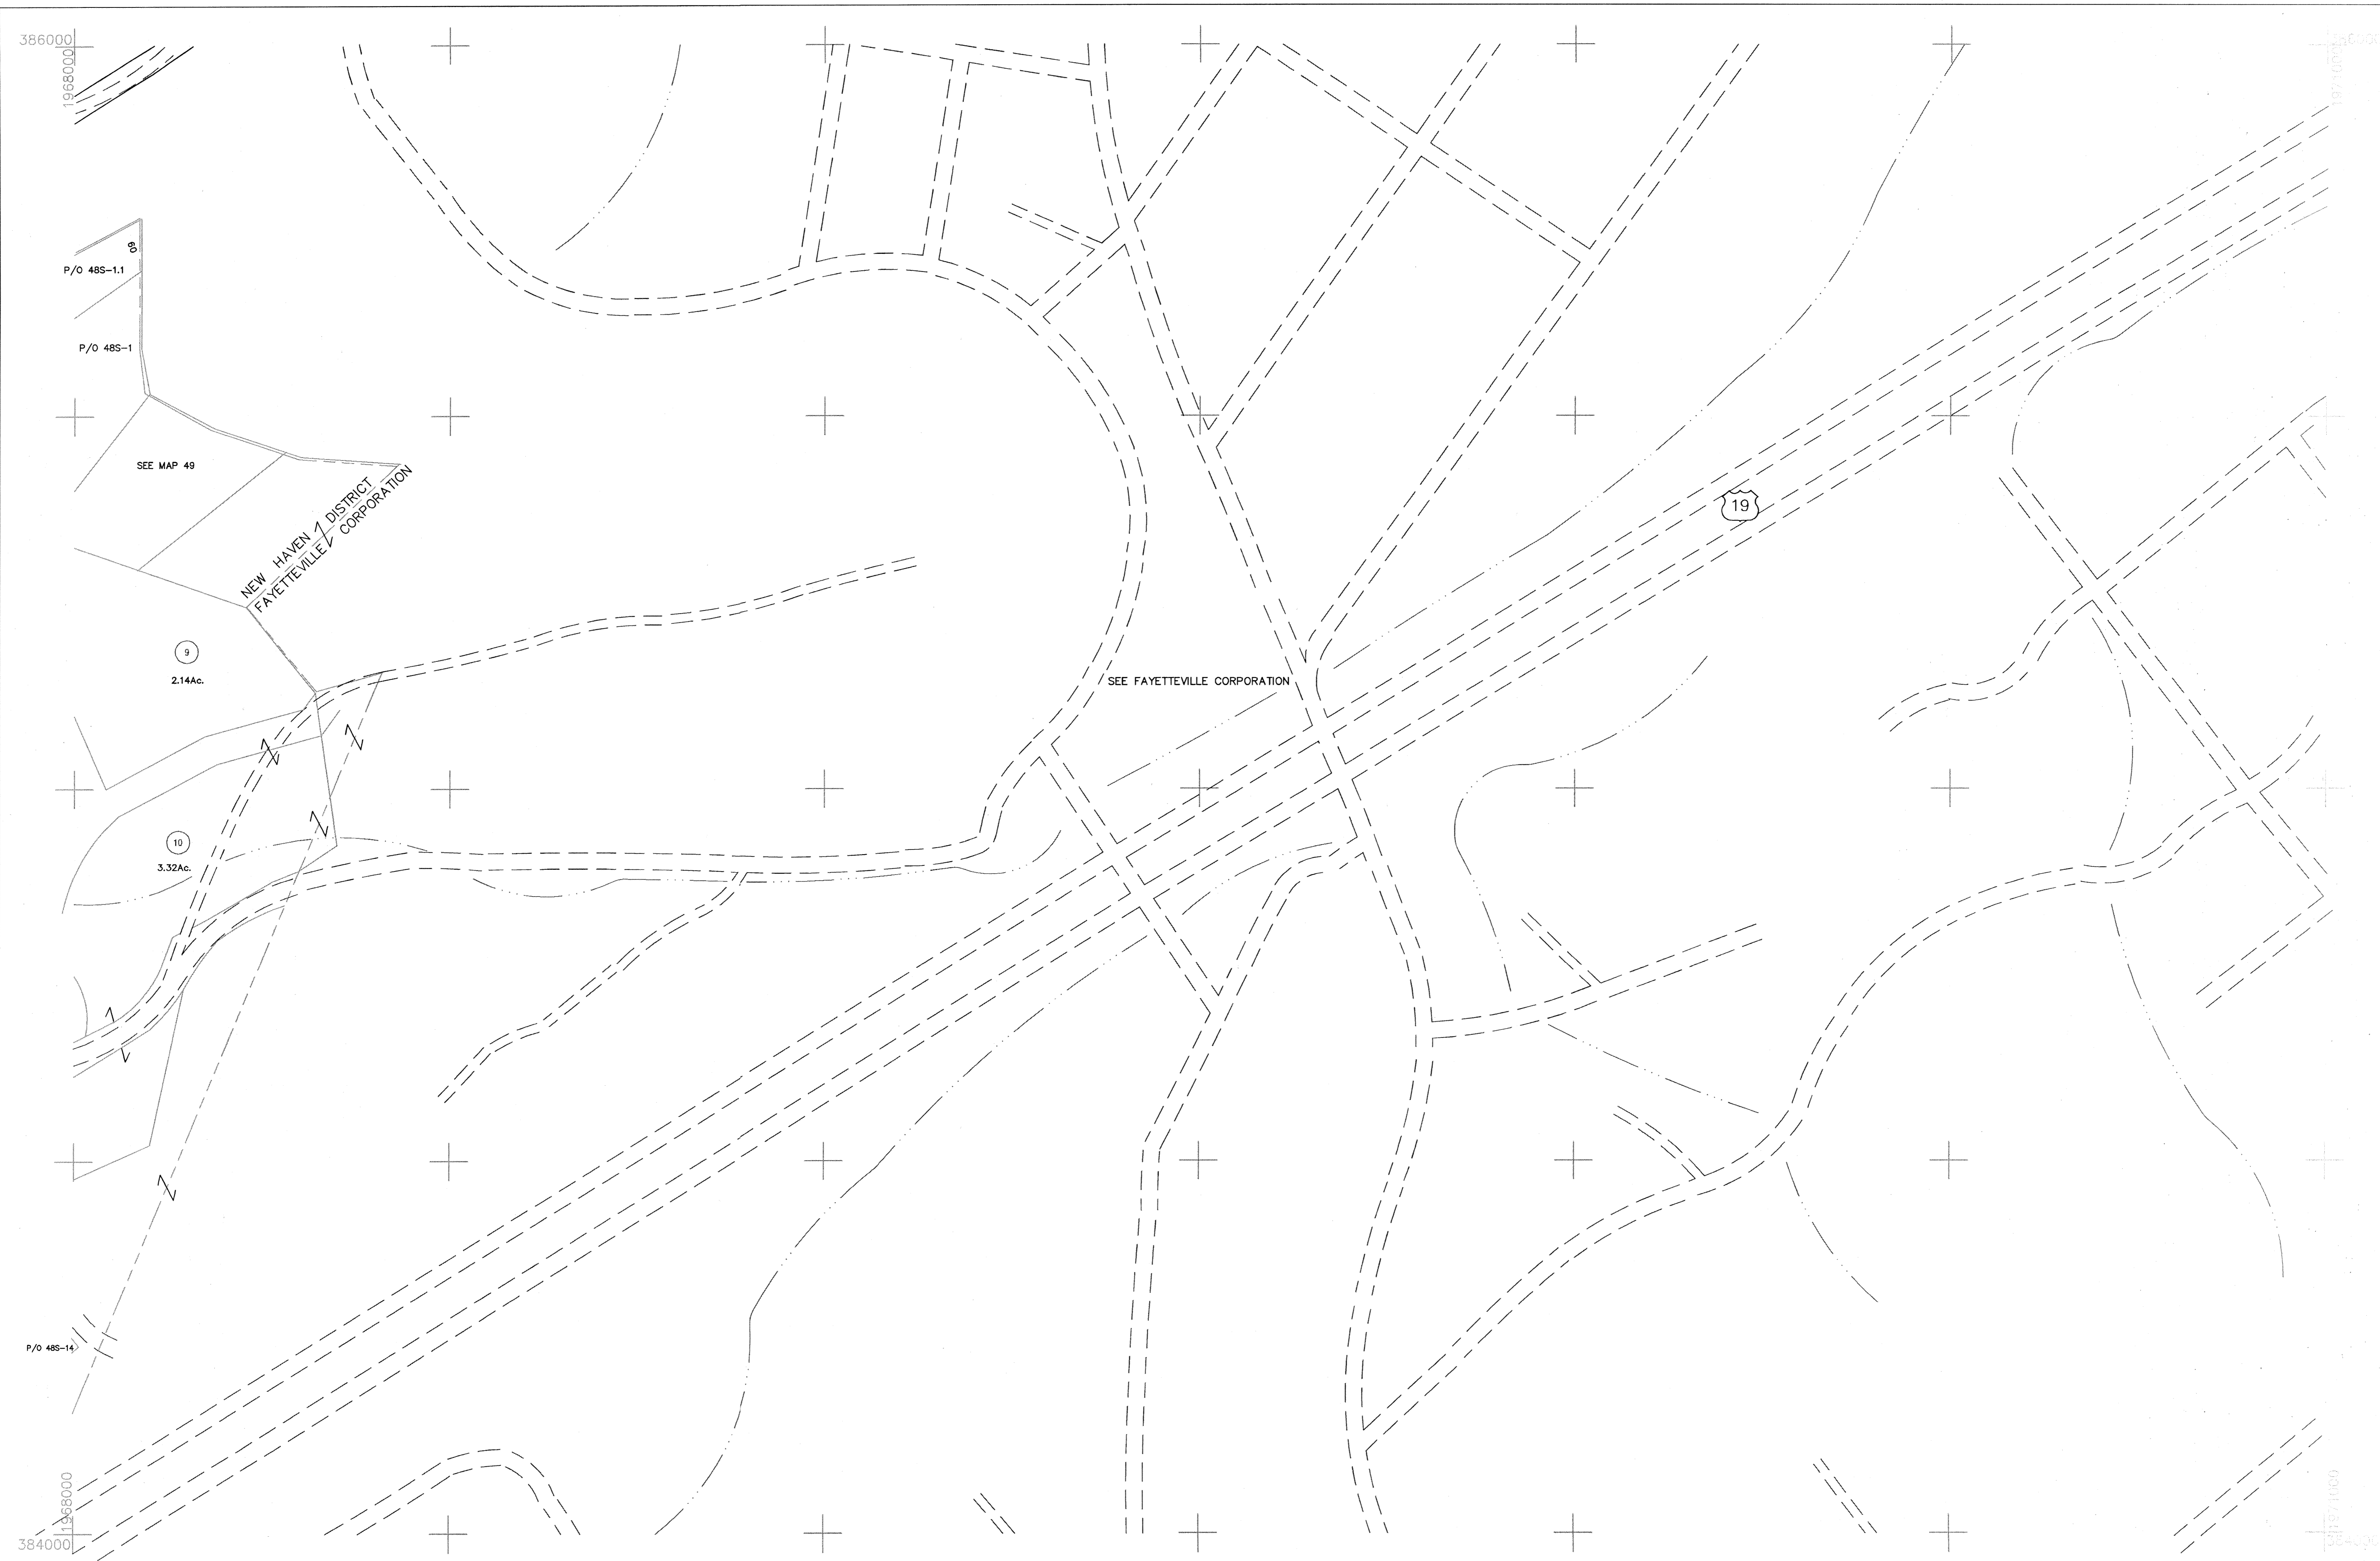 386000
1968000
60
P/O 48S-1.1
P/O 48S-1
SEE MAP 49
NEW HAVEN DISTRICT
FAYETTEVILLE CORPORATION
19
9
2.14Ac.
SEE FAYETTEVILLE CORPORATION
10
3.32Ac.
P/O 48S-14
1968000
384000